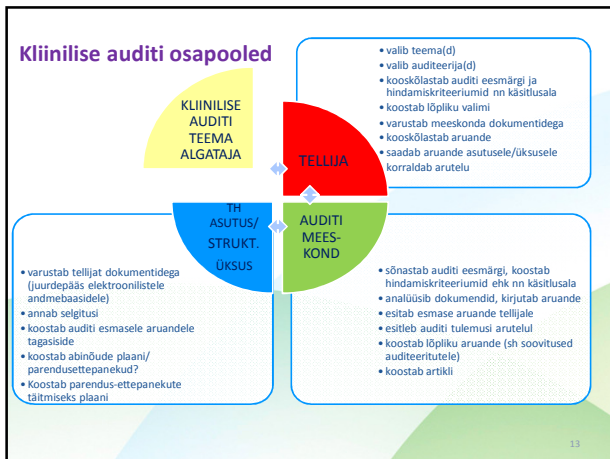 Kliinilise auditi osapooled
KLIINILISE
AUDITI
TEEMA
ALGATAJA
TELLIJA
• valib teema(d)
• valib auditeerija(d)
• kooskõlastab auditi eesmärgi ja
hindamiskriteeriumid nn käsitlusala
• koostab lõpliku valimi
• varustab meeskonda dokumentidega
• kooskõlastab aruande
• saadab aruande asutusele/üksusele
korraldab arutelu
TH
ASUTUS/
STRUKT.
ÜKSUS
AUDITI
MEES-
KOND
• varustab tellijat dokumentidega
(juurdepääs elektroonilistele
andmebaasidele)
• annab selgitusi
• koostab auditi esmasele aruandele
tagasiside
• koostab abinõude plaani/
parendusettepanekud?
• Koostab parendus-ettepanekute
täitmiseks plaani
• sõnastab auditi eesmärgi, koostab
hindamiskriteeriumid ehk nn käsitlusala
• analüüsib dokumendid, kirjutab aruande
• esitab esmase aruande tellijale
• esitleb auditi tulemusi arutelul
• koostab lõpliku aruande (sh soovitused
auditeeritutele)
• koostab artikli
13